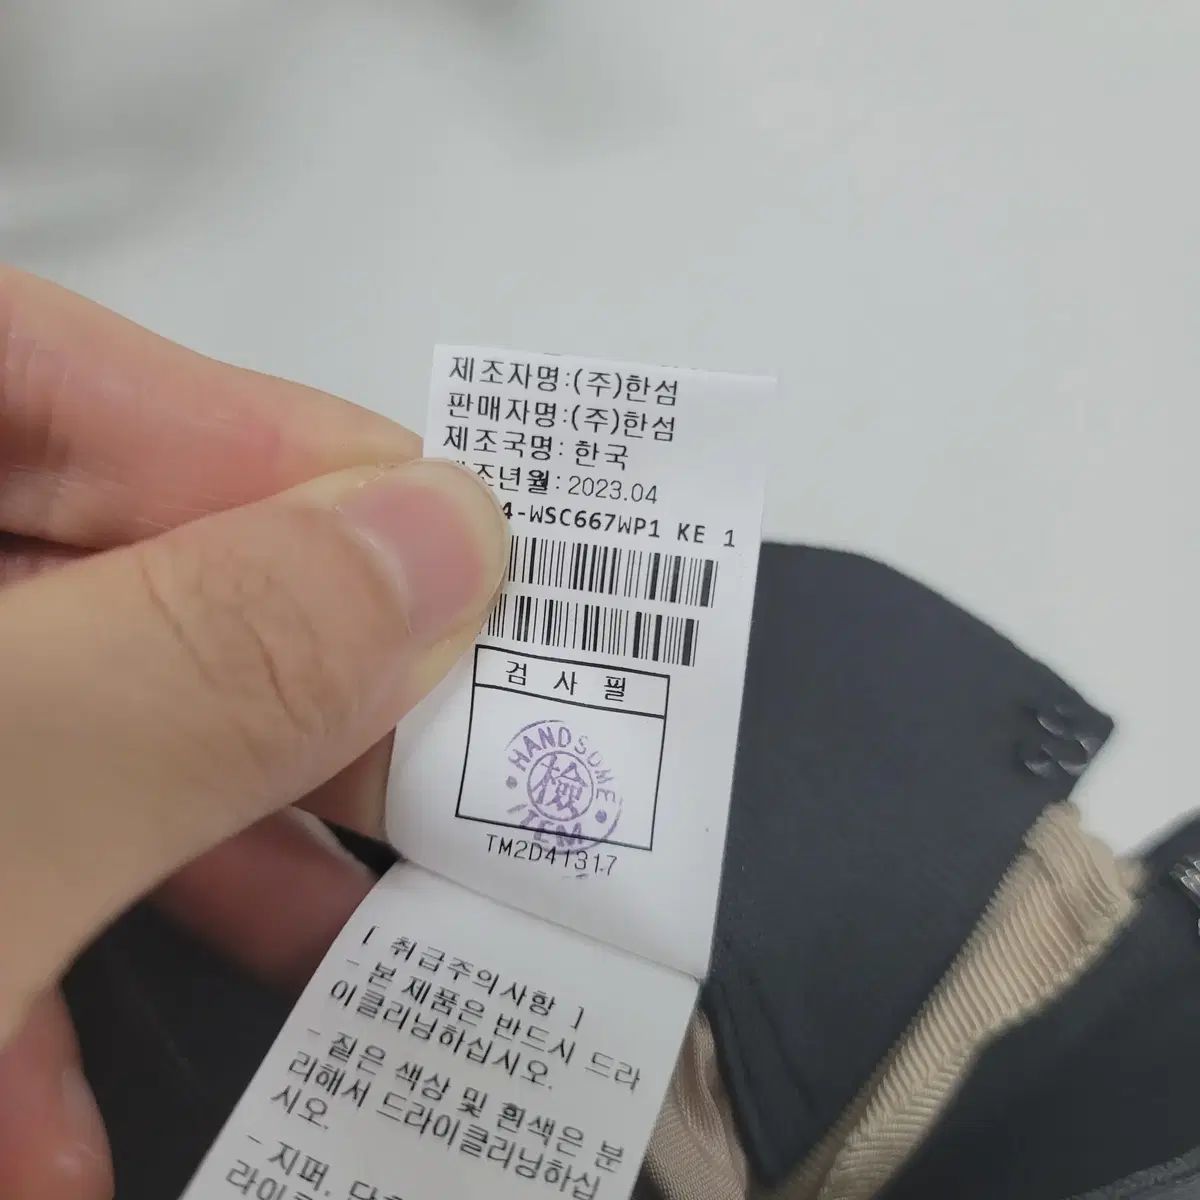 제조자명:(주)한섬
판매자명:(주)한섬
제조국명: 한국
제조년월:2023.04
4-WSC667WP1 KE 1
검 사 필
HANDSOME
檢
ITEM
TM2D41317
[ 취급주의사항 ]
- 본 제품은 반드시 드라
이클리닝하십시오.
- 짙은 색상 및 흰색은 분
리해서 드라이클리닝하십
시오.
- 지퍼,